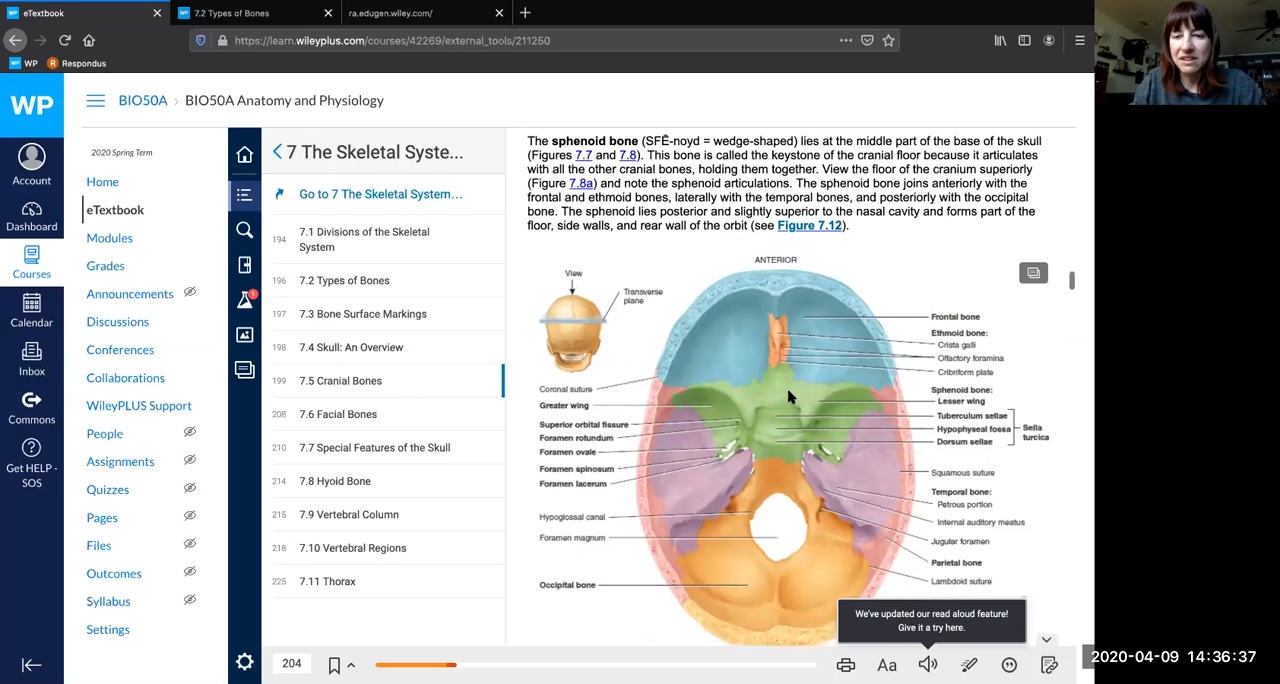 WP eTextbook
WP 7.2 Types of Bones
ra.edugen.wiley.com/
https://learn.wileyplus.com/courses/42269/external_tools/211250
WP WP
R Respondus
WP
BIO50A > BIO50A Anatomy and Physiology
Account
Dashboard
Courses
Calendar
Inbox
Commons
Get HELP -
SOS
2020 Spring Term
Home
eTextbook
Modules
Grades
Announcements
Discussions
Conferences
Collaborations
WileyPLUS Support
People
Assignments
Quizzes
Pages
Files
Outcomes
Syllabus
Settings
1
7 The Skeletal Syste...
Go to 7 The Skeletal System...
194 7.1 Divisions of the Skeletal
System
196 7.2 Types of Bones
197 7.3 Bone Surface Markings
198 7.4 Skull: An Overview
199 7.5 Cranial Bones
208 7.6 Facial Bones
210 7.7 Special Features of the Skull
214 7.8 Hyoid Bone
215 7.9 Vertebral Column
218 7.10 Vertebral Regions
225 7.11 Thorax
The sphenoid bone (SFĒ-noyd = wedge-shaped) lies at the middle part of the base of the skull
(Figures 7.7 and 7.8). This bone is called the keystone of the cranial floor because it articulates
with all the other cranial bones, holding them together. View the floor of the cranium superiorly
(Figure 7.8a) and note the sphenoid articulations. The sphenoid bone joins anteriorly with the
frontal and ethmoid bones, laterally with the temporal bones, and posteriorly with the occipital
bone. The sphenoid lies posterior and slightly superior to the nasal cavity and forms part of the
floor, side walls, and rear wall of the orbit (see Figure 7.12).
ANTERIOR
View
Transverse
plane
Coronal suture
Greater wing
Superior orbital fissure
Foramen rotundum
Foramen ovale
Foramen spinosum
Foramen lacerum
Hypoglossal canal
Foramen magnum
Occipital bone
Frontal bone
Ethmoid bone:
Crista galli
Olfactory foramina
Cribriform plate
Sphenoid bone:
Lesser wing
Tuberculum sellae
Hypophyseal fossa
Dorsum sellae
Sella
turcica
Squamous suture
Temporal bone:
Petrous portion
Internal auditory meatus
Jugular foramen
Parietal bone
Lambdoid suture
We've updated our read aloud feature!
Give it a try here.
204
Aa
2020-04-09 14:36:37